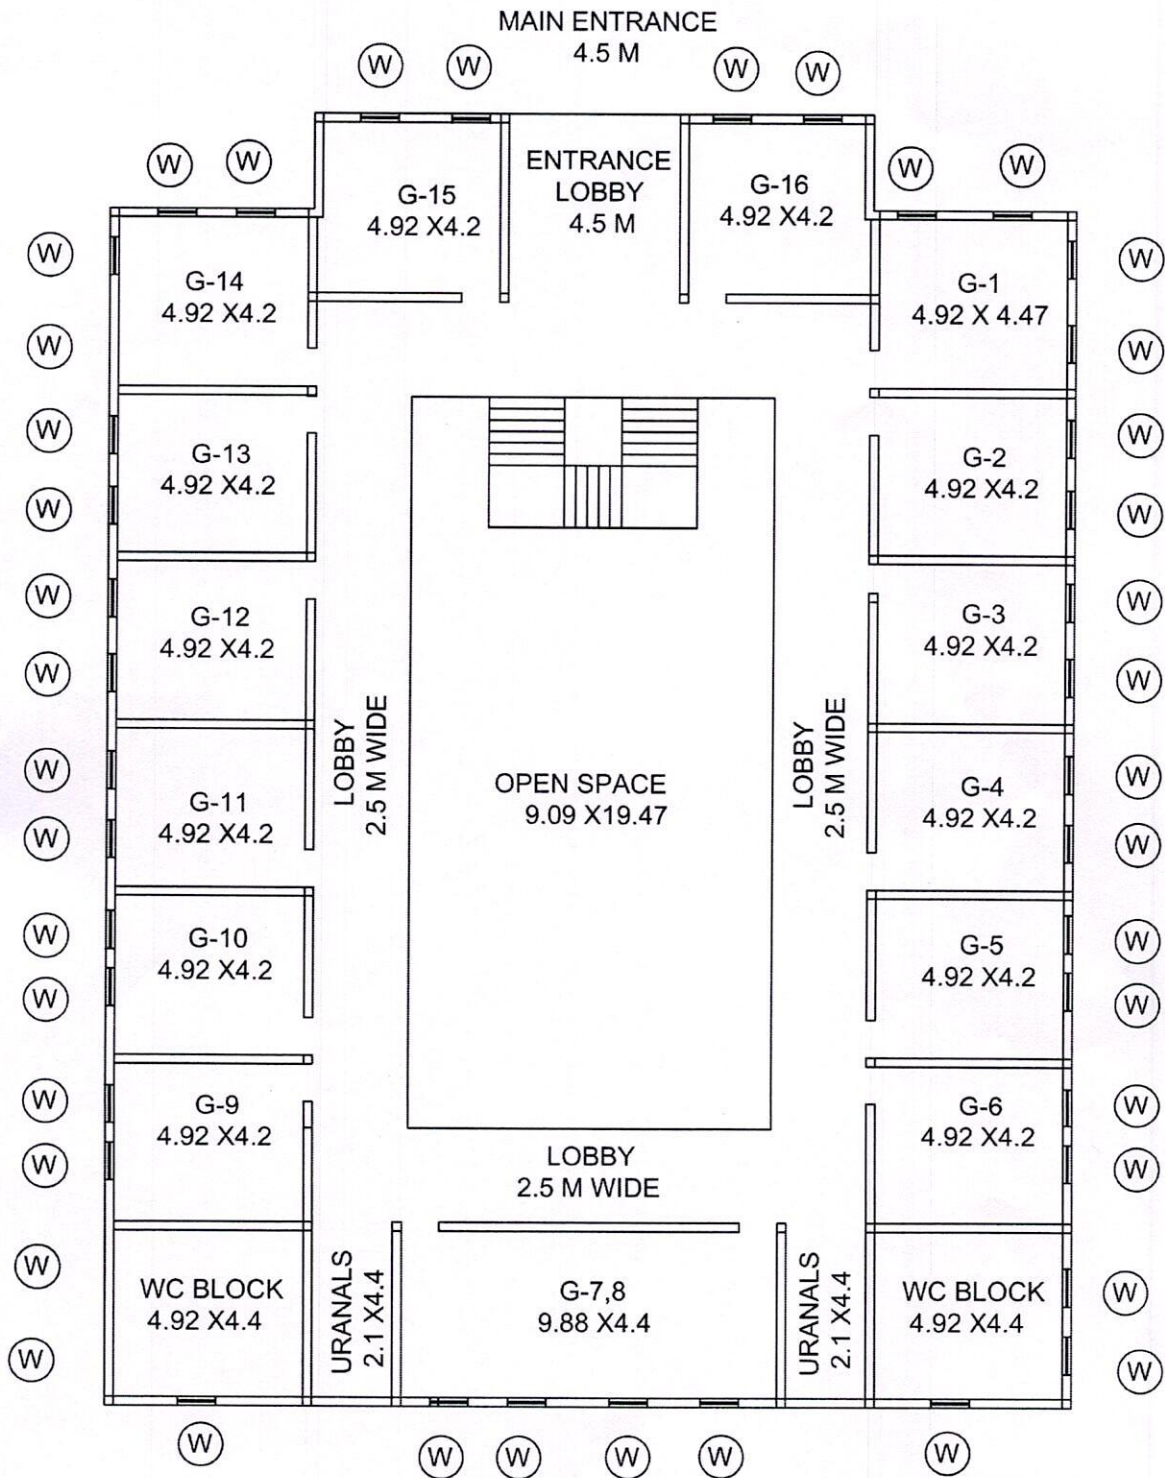 MAIN ENTRANCE
4.5 M
W
W
W
W
W
W
W
W
ENTRANCE
LOBBY
4.5 M
G-15
4.92 X4.2
G-16
4.92 X4.2
W
W
G-14
4.92 X4.2
G-1
4.92 X 4.47
W
W
W
W
G-13
4.92 X4.2
G-2
4.92 X4.2
W
W
W
W
G-12
4.92 X4.2
G-3
4.92 X4.2
W
W
LOBBY
2.5 M WIDE
LOBBY
2.5 M WIDE
W
W
G-11
4.92 X4.2
OPEN SPACE
9.09 X19.47
G-4
4.92 X4.2
W
W
W
W
G-10
4.92 X4.2
G-5
4.92 X4.2
W
W
W
W
G-9
4.92 X4.2
G-6
4.92 X4.2
W
W
LOBBY
2.5 M WIDE
W
W
WC BLOCK
4.92 X4.4
URANALS
2.1 X4.4
G-7,8
9.88 X4.4
URANALS
2.1 X4.4
WC BLOCK
4.92 X4.4
W
W
W
W
W
W
W
W
W